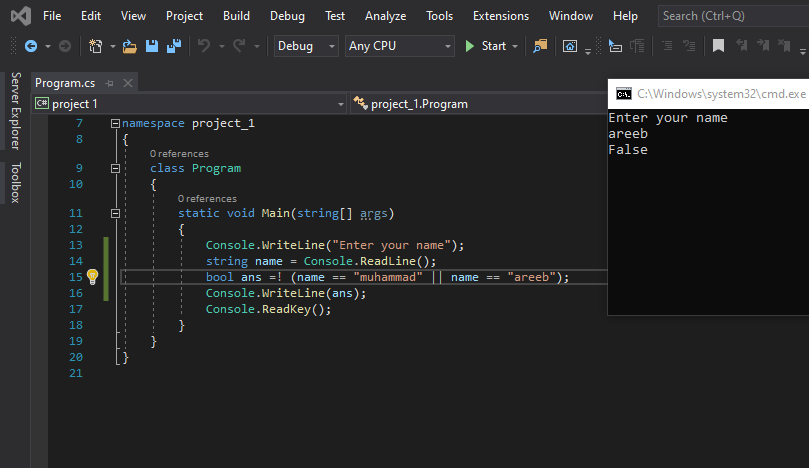 File Edit View Project Build Debug Test Analyze Tools Extensions Window Help Search (Ctrl+Q)
Debug Any CPU Start
Server Explorer
Toolbox
Program.cs
C# project 1 project_1.Program
7 namespace project_1
8 {
0 references
9 class Program
10 {
0 references
11 static void Main(string[] args)
12 {
13 Console.WriteLine("Enter your name");
14 string name = Console.ReadLine();
15 bool ans =! (name == "muhammad" || name == "areeb");
16 Console.WriteLine(ans);
17 Console.ReadKey();
18 }
19 }
20 }
21
C:\Windows\system32\cmd.exe
Enter your name
areeb
False